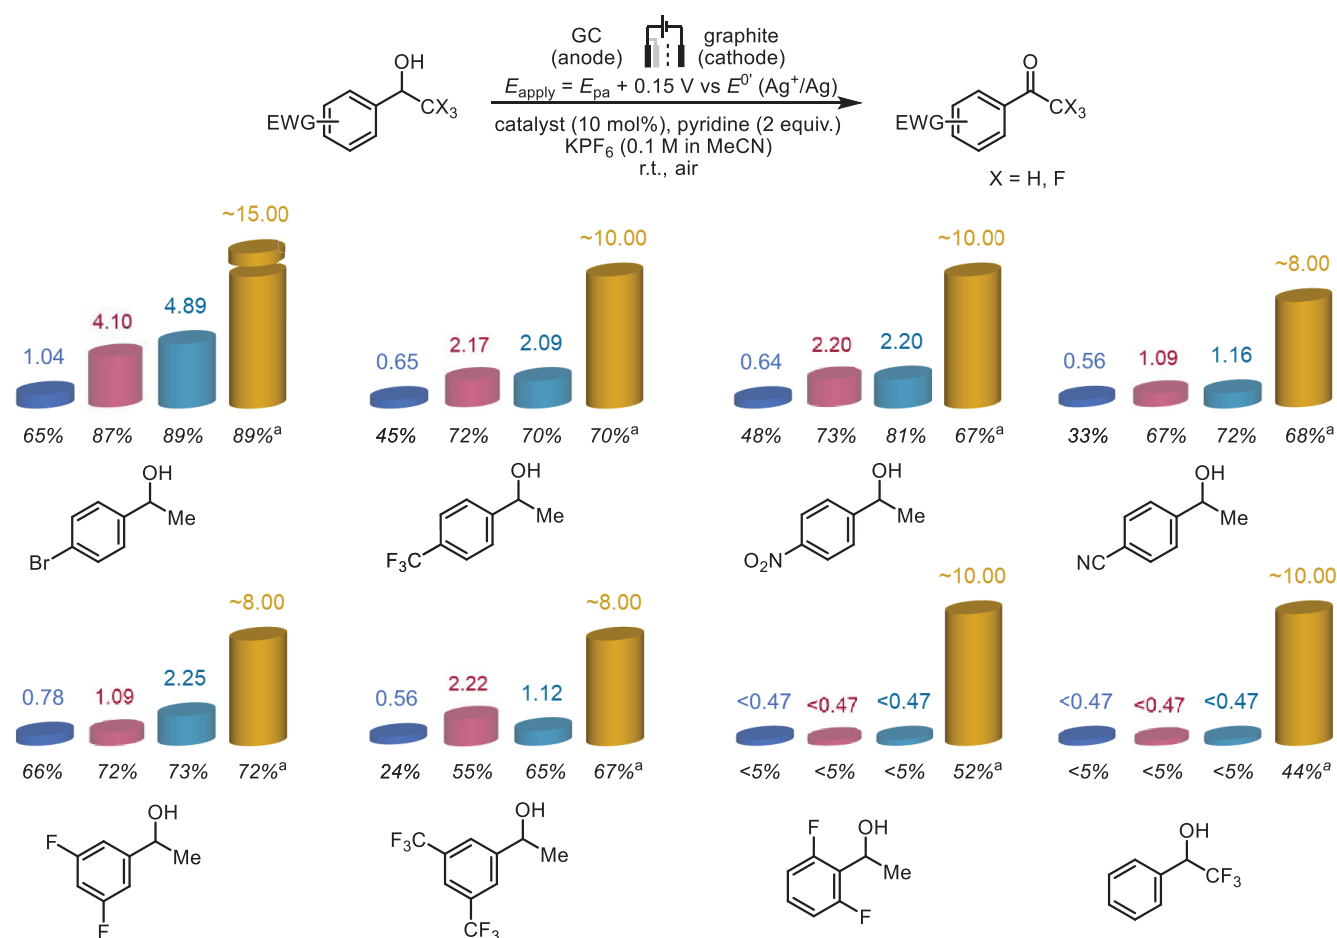 GC
(anode)
graphite
(cathode)
OH
CX3
EWG
Eapply = Epa + 0.15 V vs E0' (Ag+/Ag)
catalyst (10 mol%), pyridine (2 equiv.)
KPF6 (0.1 M in MeCN)
r.t., air
O
CX3
EWG
X = H, F
1.04
4.10
4.89
~15.00
65% 87% 89% 89%a
OH
Me
Br
0.65
2.17
2.09
~10.00
45% 72% 70% 70%a
OH
Me
F3C
0.64
2.20
2.20
~10.00
48% 73% 81% 67%a
OH
Me
O2N
0.56
1.09
1.16
~8.00
33% 67% 72% 68%a
OH
Me
NC
0.78
1.09
2.25
~8.00
66% 72% 73% 72%a
OH
F
Me
F
0.56
2.22
1.12
~8.00
24% 55% 65% 67%a
OH
F3C
Me
CF3
<0.47
<0.47
<0.47
~10.00
<5% <5% <5% 52%a
F
OH
Me
F
<0.47
<0.47
<0.47
~10.00
<5% <5% <5% 44%a
OH
CF3